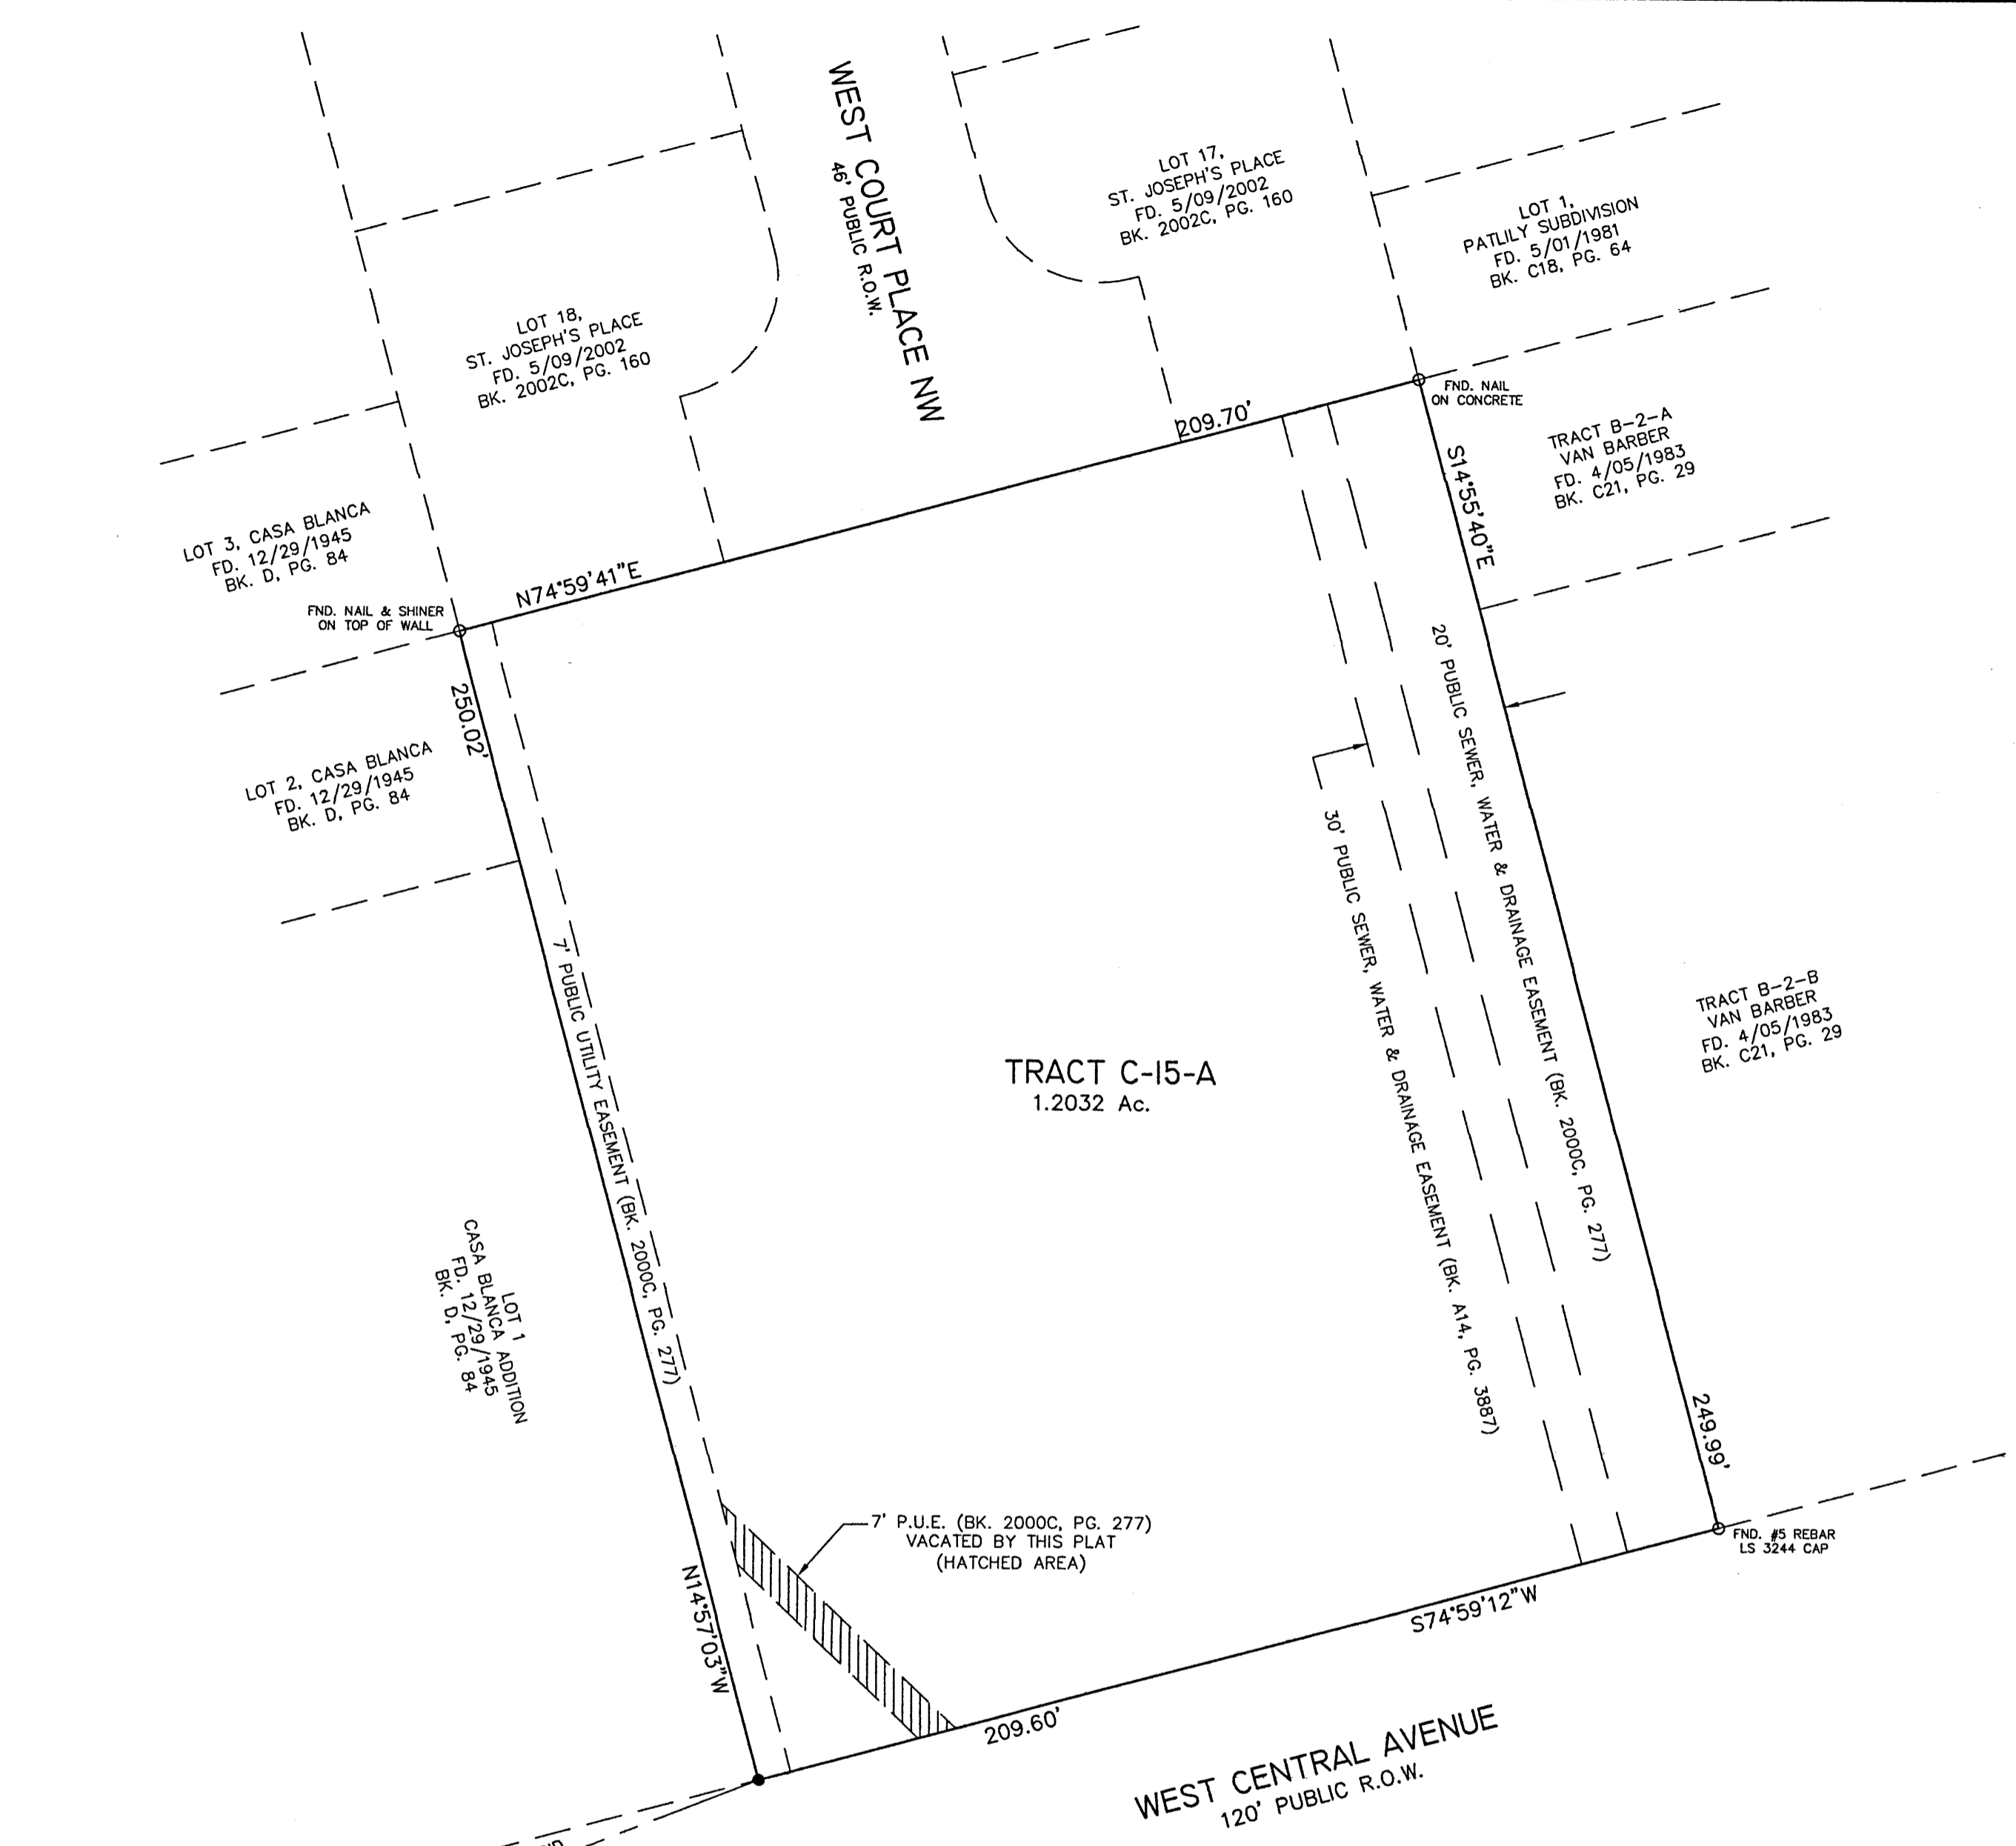 WEST COURT PLACE NW
46' PUBLIC R.O.W.
LOT 17,
ST. JOSEPH'S PLACE
FD. 5/09/2002
BK. 2002C, PG. 160
LOT 1,
PATLILY SUBDIVISION
FD. 5/01/1981
BK. C18, PG. 64
LOT 18,
ST. JOSEPH'S PLACE
FD. 5/09/2002
BK. 2002C, PG. 160
FND. NAIL
ON CONCRETE
209.70'
TRACT B-2-A
VAN BARBER
FD. 4/05/1983
BK. C21, PG. 29
S14°55'40"E
LOT 3, CASA BLANCA
FD. 12/29/1945
BK. D, PG. 84
N74°59'41"E
FND. NAIL & SHINER
ON TOP OF WALL
250.02'
LOT 2, CASA BLANCA
FD. 12/29/1945
BK. D, PG. 84
20' PUBLIC SEWER, WATER & DRAINAGE EASEMENT (BK. 2000C, PG. 277)
30' PUBLIC SEWER, WATER & DRAINAGE EASEMENT (BK. A14, PG. 3887)
7' PUBLIC UTILITY EASEMENT (BK. 2000C, PG. 277)
TRACT B-2-B
VAN BARBER
FD. 4/05/1983
BK. C21, PG. 29
TRACT C-15-A
1.2032 Ac.
LOT 1
CASA BLANCA ADDITION
FD. 12/29/1945
BK. D, PG. 84
249.99'
7' P.U.E. (BK. 2000C, PG. 277)
VACATED BY THIS PLAT
(HATCHED AREA)
FND. #5 REBAR
LS 3244 CAP
N14°57'03"W
S74°59'12"W
209.60'
WEST CENTRAL AVENUE
120' PUBLIC R.O.W.